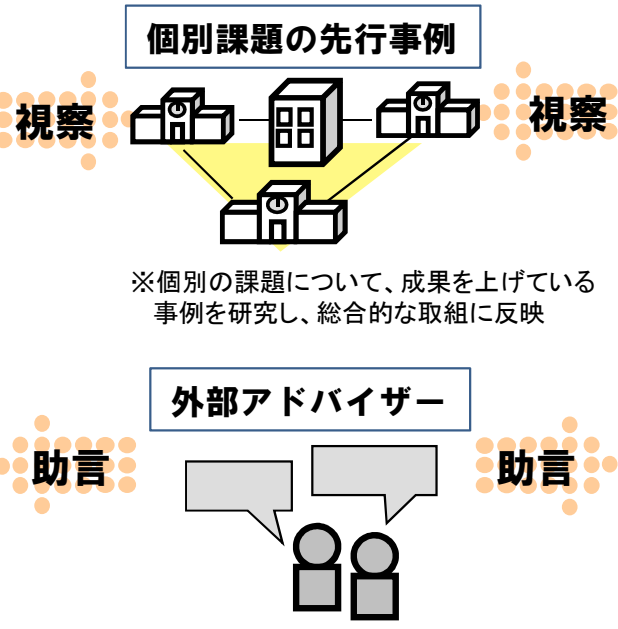 個別課題の先行事例
視察
視察
※個別の課題について、成果を上げている
事例を研究し、総合的な取組に反映
外部アドバイザー
助言
助言